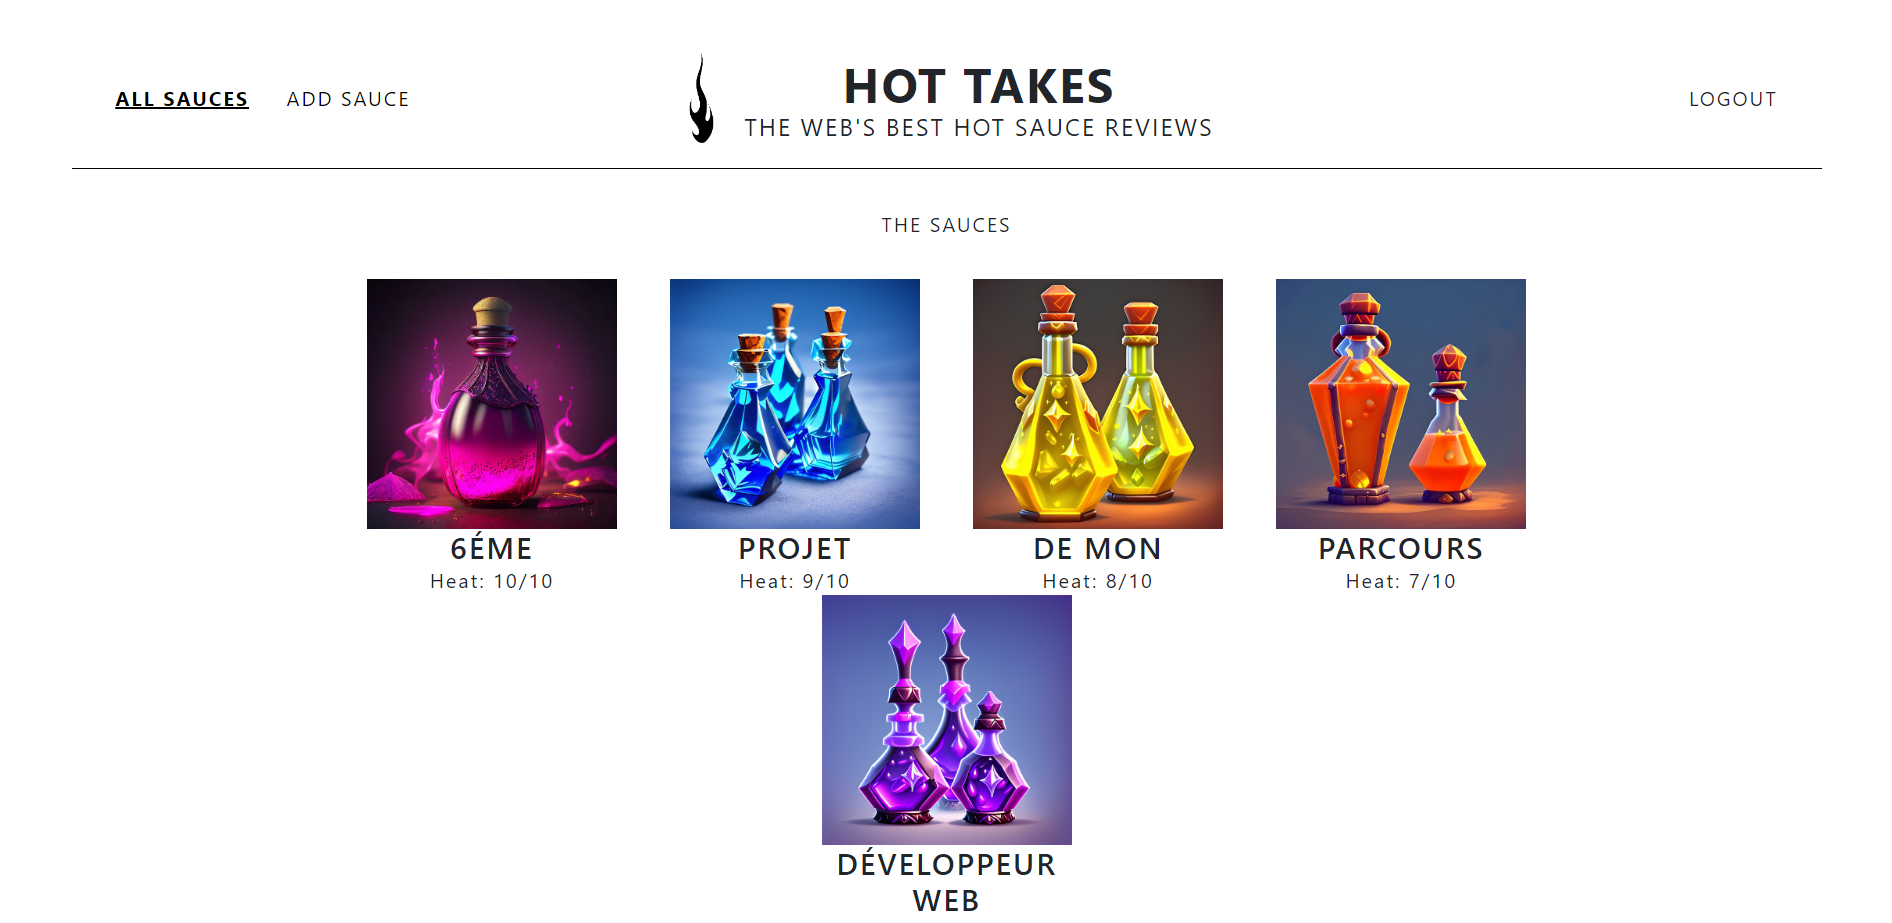 ALL SAUCES
ADD SAUCE
HOT TAKES
THE WEB'S BEST HOT SAUCE REVIEWS
LOGOUT
THE SAUCES
6ÉME
Heat: 10/10
PROJET
Heat: 9/10
DE MON
Heat: 8/10
PARCOURS
Heat: 7/10
DÉVELOPPEUR
WEB